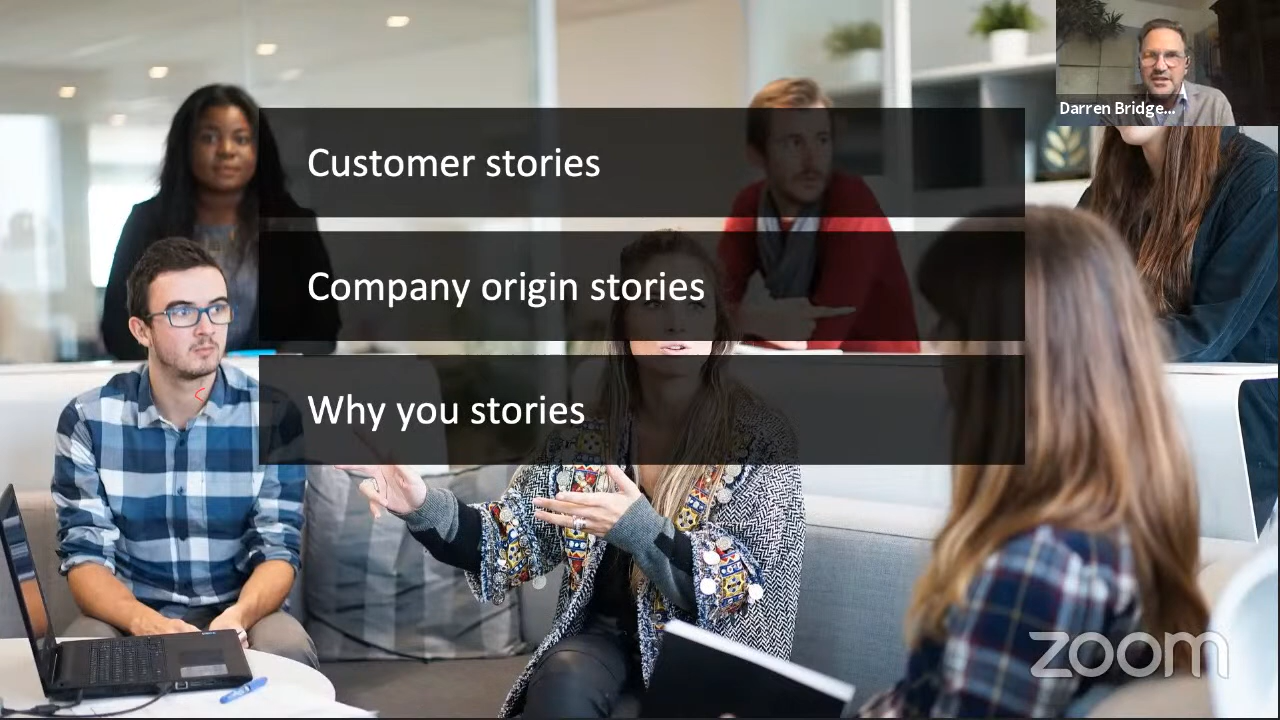 Darren Bridge...
Customer stories
Company origin stories
Why you stories
zoom